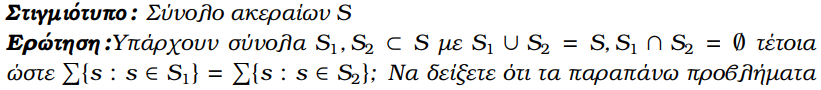 Στιγμιότυπο: Σύνολο ακεραίων S
Ερώτηση:Υπάρχουν σύνολα S₁, S₂ ⊂ S με S₁ ∪ S₂ = S, S₁ ∩ S₂ = ∅ τέτοια
ώστε ∑{s : s ∈ S₁} = ∑{s : s ∈ S₂}; Να δείξετε ότι τα παραπάνω προβλήματα